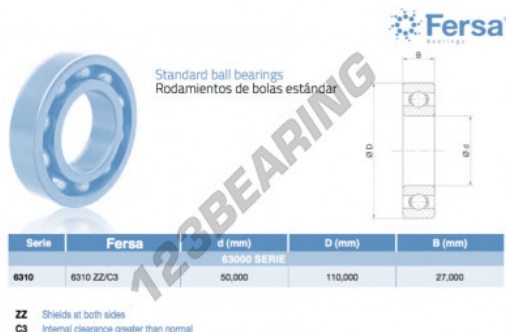 Fersa
Bearings
Standard ball bearings
Rodamientos de bolas estándar
B
Ø D
Ø d
123BEARING
Serie Fersa d (mm) D (mm) B (mm)
63000 SERIE
6310 6310 ZZ/C3 50,000 110,000 27,000
ZZ Shields at both sides
C3 Internal clearance greater than normal